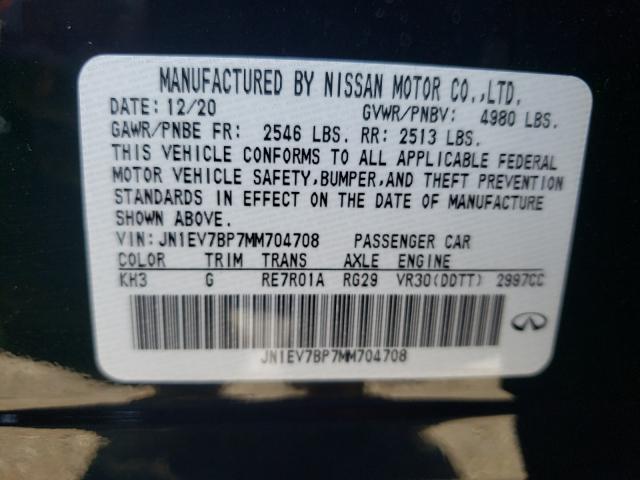 MANUFACTURED BY NISSAN MOTOR CO.,LTD.
DATE: 12/20 GVWR/PNBV: 4980 LBS.
GAWR/PNBE FR: 2546 LBS. RR: 2513 LBS.
THIS VEHICLE CONFORMS TO ALL APPLICABLE FEDERAL
MOTOR VEHICLE SAFETY,BUMPER,AND THEFT PREVENTION
STANDARDS IN EFFECT ON THE DATE OF MANUFACTURE
SHOWN ABOVE.
VIN:JN1EV7BP7MM704708 PASSENGER CAR
COLOR TRIM TRANS AXLE ENGINE
KH3 G RE7R01A RG29 VR30(DDTT) 2997CC
JN1EV7BP7MM704708